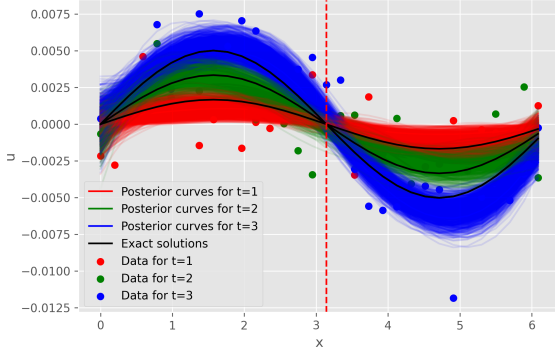 0.0075
0.0050
0.0025
0.0000
−0.0025
−0.0050
−0.0075
−0.0100
−0.0125
u
Posterior curves for t=1
Posterior curves for t=2
Posterior curves for t=3
Exact solutions
Data for t=1
Data for t=2
Data for t=3
0 1 2 3 4 5 6
x